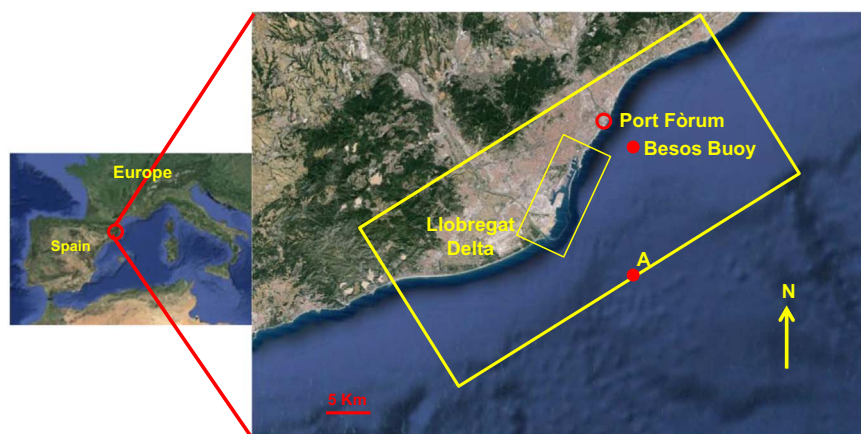 Europe
Spain
Port Fòrum
Besos Buoy
Llobregat
Delta
A
N
5 Km